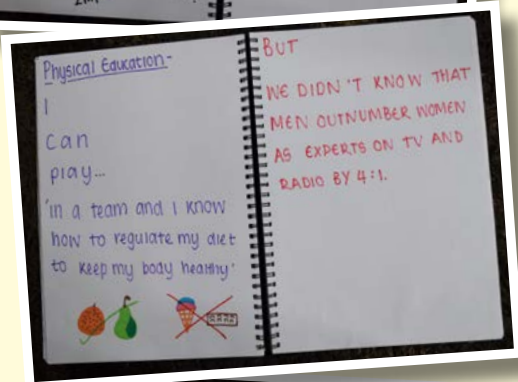 Physical Education-
I
can
play...
'in a team and I know
how to regulate my diet
to keep my body healthy'
BUT
WE DIDN'T KNOW THAT
MEN OUTNUMBER WOMEN
AS EXPERTS ON TV AND
RADIO BY 4:1.